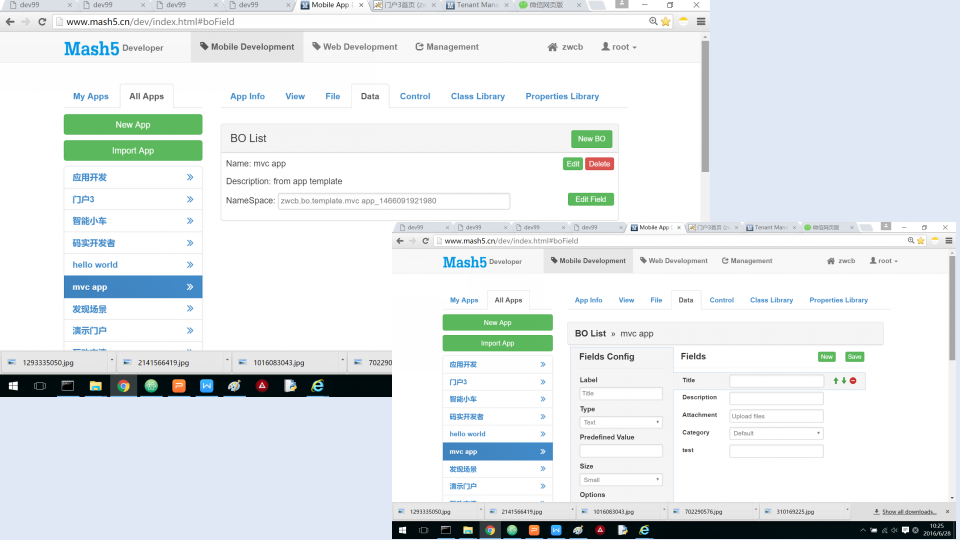 dev99
dev99
dev99
dev99
Mobile App
门户3首页 (zw
Tenant Mana
微信网页版
www.mash5.cn/dev/index.html#boField
Mash5 Developer
Mobile Development
Web Development
Management
zwcb
root
My Apps
All Apps
App Info
View
File
Data
Control
Class Library
Properties Library
New App
Import App
应用开发
门户3
智能小车
码实开发者
hello world
mvc app
发现场景
演示门户
BO List
New BO
Name: mvc app
Edit
Delete
Description: from app template
NameSpace:
zwcb.bo.template.mvc app_1466091921980
Edit Field
1293335050.jpg
2141566419.jpg
1016083043.jpg
7022905
dev99
dev99
dev99
dev99
Mobile App
门户3首页 (zw
Tenant Mana
微信网页版
www.mash5.cn/dev/index.html#boField
Mash5 Developer
Mobile Development
Web Development
Management
zwcb
root
My Apps
All Apps
App Info
View
File
Data
Control
Class Library
Properties Library
New App
Import App
应用开发
门户3
智能小车
码实开发者
hello world
mvc app
发现场景
演示门户
BO List » mvc app
Fields Config
Label
Title
Type
Text
Predefined Value
Size
Small
Options
Fields
New
Save
Title
Description
Attachment
Upload files
Category
Default
test
1293335050.jpg
2141566419.jpg
1016083043.jpg
702290576.jpg
310169225.jpg
Show all downloads...
10:25
2016/6/28